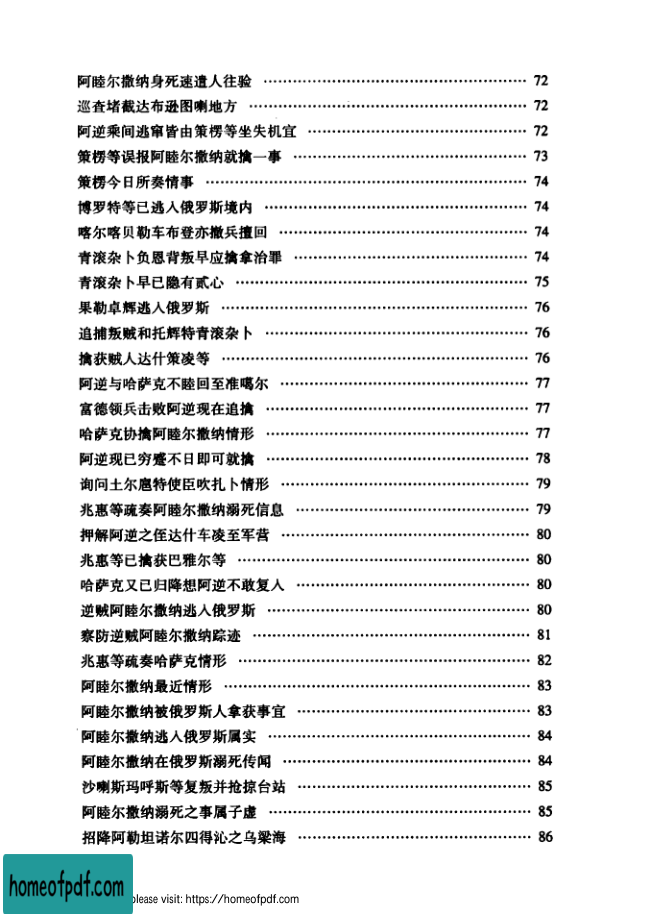 阿睦尔撒纳身死速遣人往验 …… 72
巡查堵截达布逊图喇地方 …… 72
阿逆乘间逃窜皆由策楞等坐失机宜 …… 72
策楞等误报阿睦尔撒纳就擒一事 …… 73
策楞今日所奏情事 …… 74
博罗特等已逃入俄罗斯境内 …… 74
喀尔喀贝勒车布登亦撤兵擅回 …… 74
青滚杂卜负恩背叛早应擒拿治罪 …… 74
青滚杂卜早已隐有贰心 …… 75
果勒卓辉逃入俄罗斯 …… 76
追捕叛贼和托辉特青滚杂卜 …… 76
擒获贼人达什策凌等 …… 76
阿逆与哈萨克不睦回至准噶尔 …… 77
富德领兵击败阿逆现在追擒 …… 77
哈萨克协擒阿睦尔撒纳情形 …… 77
阿逆现已穷蹙不日即可就擒 …… 78
询问土尔扈特使臣吹扎卜情形 …… 79
兆惠等疏奏阿睦尔撒纳溺死信息 …… 79
押解阿逆之侄达什车凌至军营 …… 80
兆惠等已擒获巴雅尔等 …… 80
哈萨克又已归降想阿逆不敢复入 …… 80
逆贼阿睦尔撒纳逃入俄罗斯 …… 80
察防逆贼阿睦尔撒纳踪迹 …… 81
兆惠等疏奏哈萨克情形 …… 82
阿睦尔撒纳最近情形 …… 83
阿睦尔撒纳被俄罗斯人拿获事宜 …… 83
阿睦尔撒纳逃入俄罗斯属实 …… 84
阿睦尔撒纳在俄罗斯溺死传闻 …… 84
沙喇斯玛呼斯等复叛并抢掠台站 …… 85
阿睦尔撒纳溺死之事属子虚 …… 85
招降阿勒坦诺尔四得沁之乌梁海 …… 86
homeofpdf.com
please visit: https://homeofpdf.com